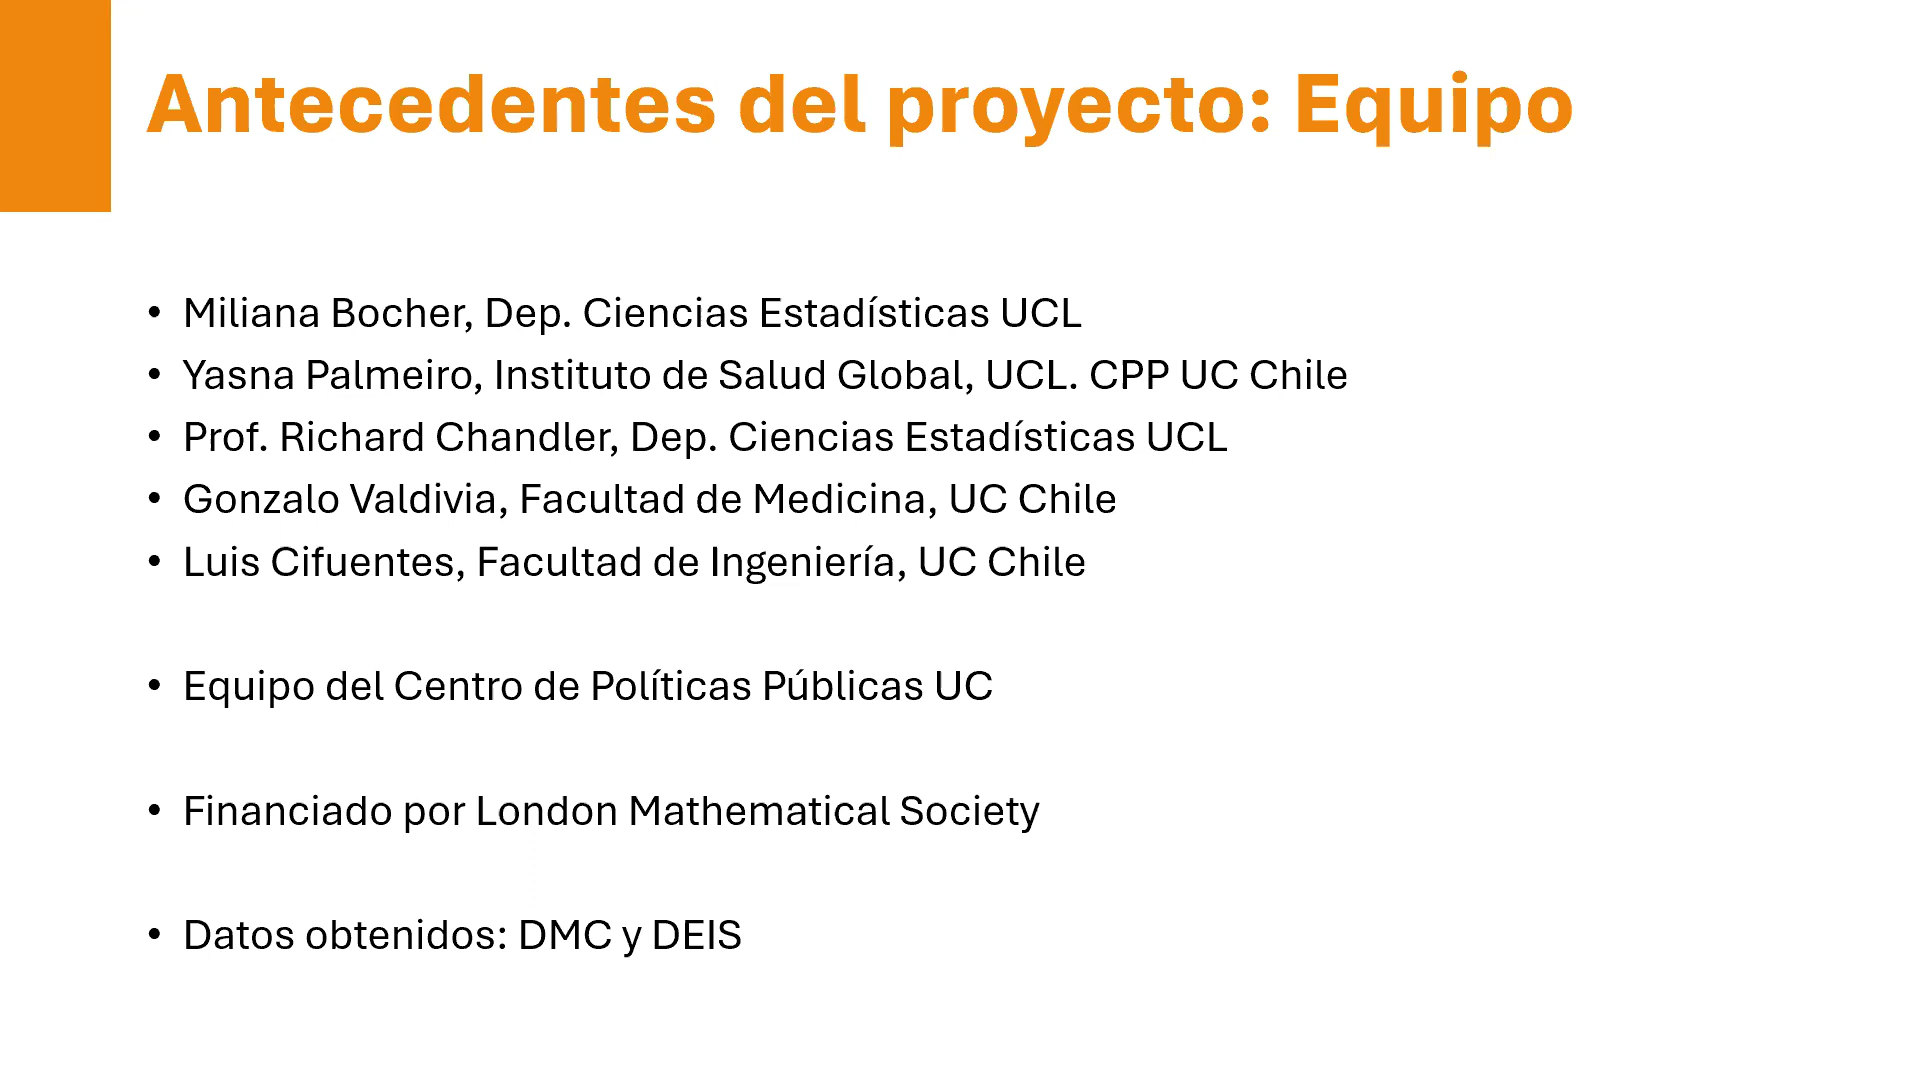 Antecedentes del proyecto: Equipo
• Miliana Bocher, Dep. Ciencias Estadísticas UCL
• Yasna Palmeiro, Instituto de Salud Global, UCL. CPP UC Chile
• Prof. Richard Chandler, Dep. Ciencias Estadísticas UCL
• Gonzalo Valdivia, Facultad de Medicina, UC Chile
• Luis Cifuentes, Facultad de Ingeniería, UC Chile
• Equipo del Centro de Políticas Públicas UC
• Financiado por London Mathematical Society
• Datos obtenidos: DMC y DEIS